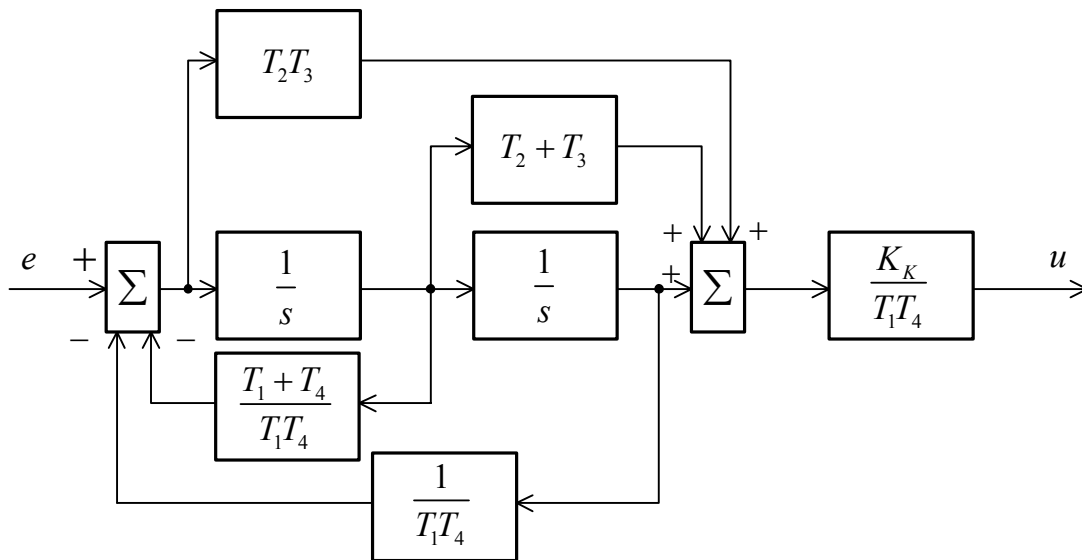 T₂T₃
T₂ + T₃
e
+
Σ
1
s
1
s
+
+
+
Σ
K_K
T₁T₄
u
−
−
T₁ + T₄
T₁T₄
1
T₁T₄